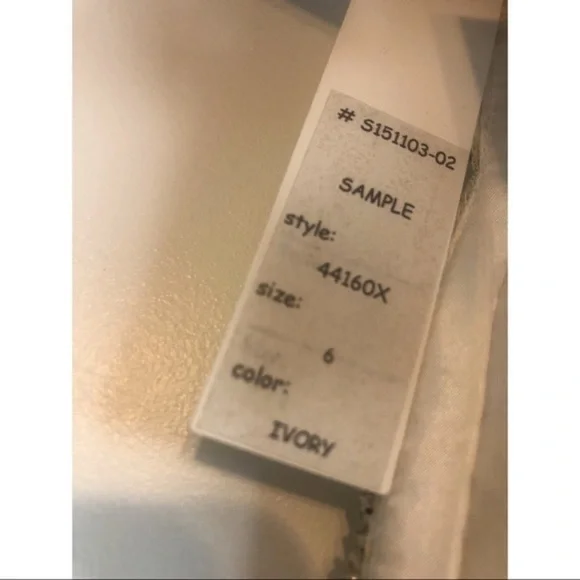 # S151103-02
SAMPLE
style:
44160X
size:
6
color:
IVORY